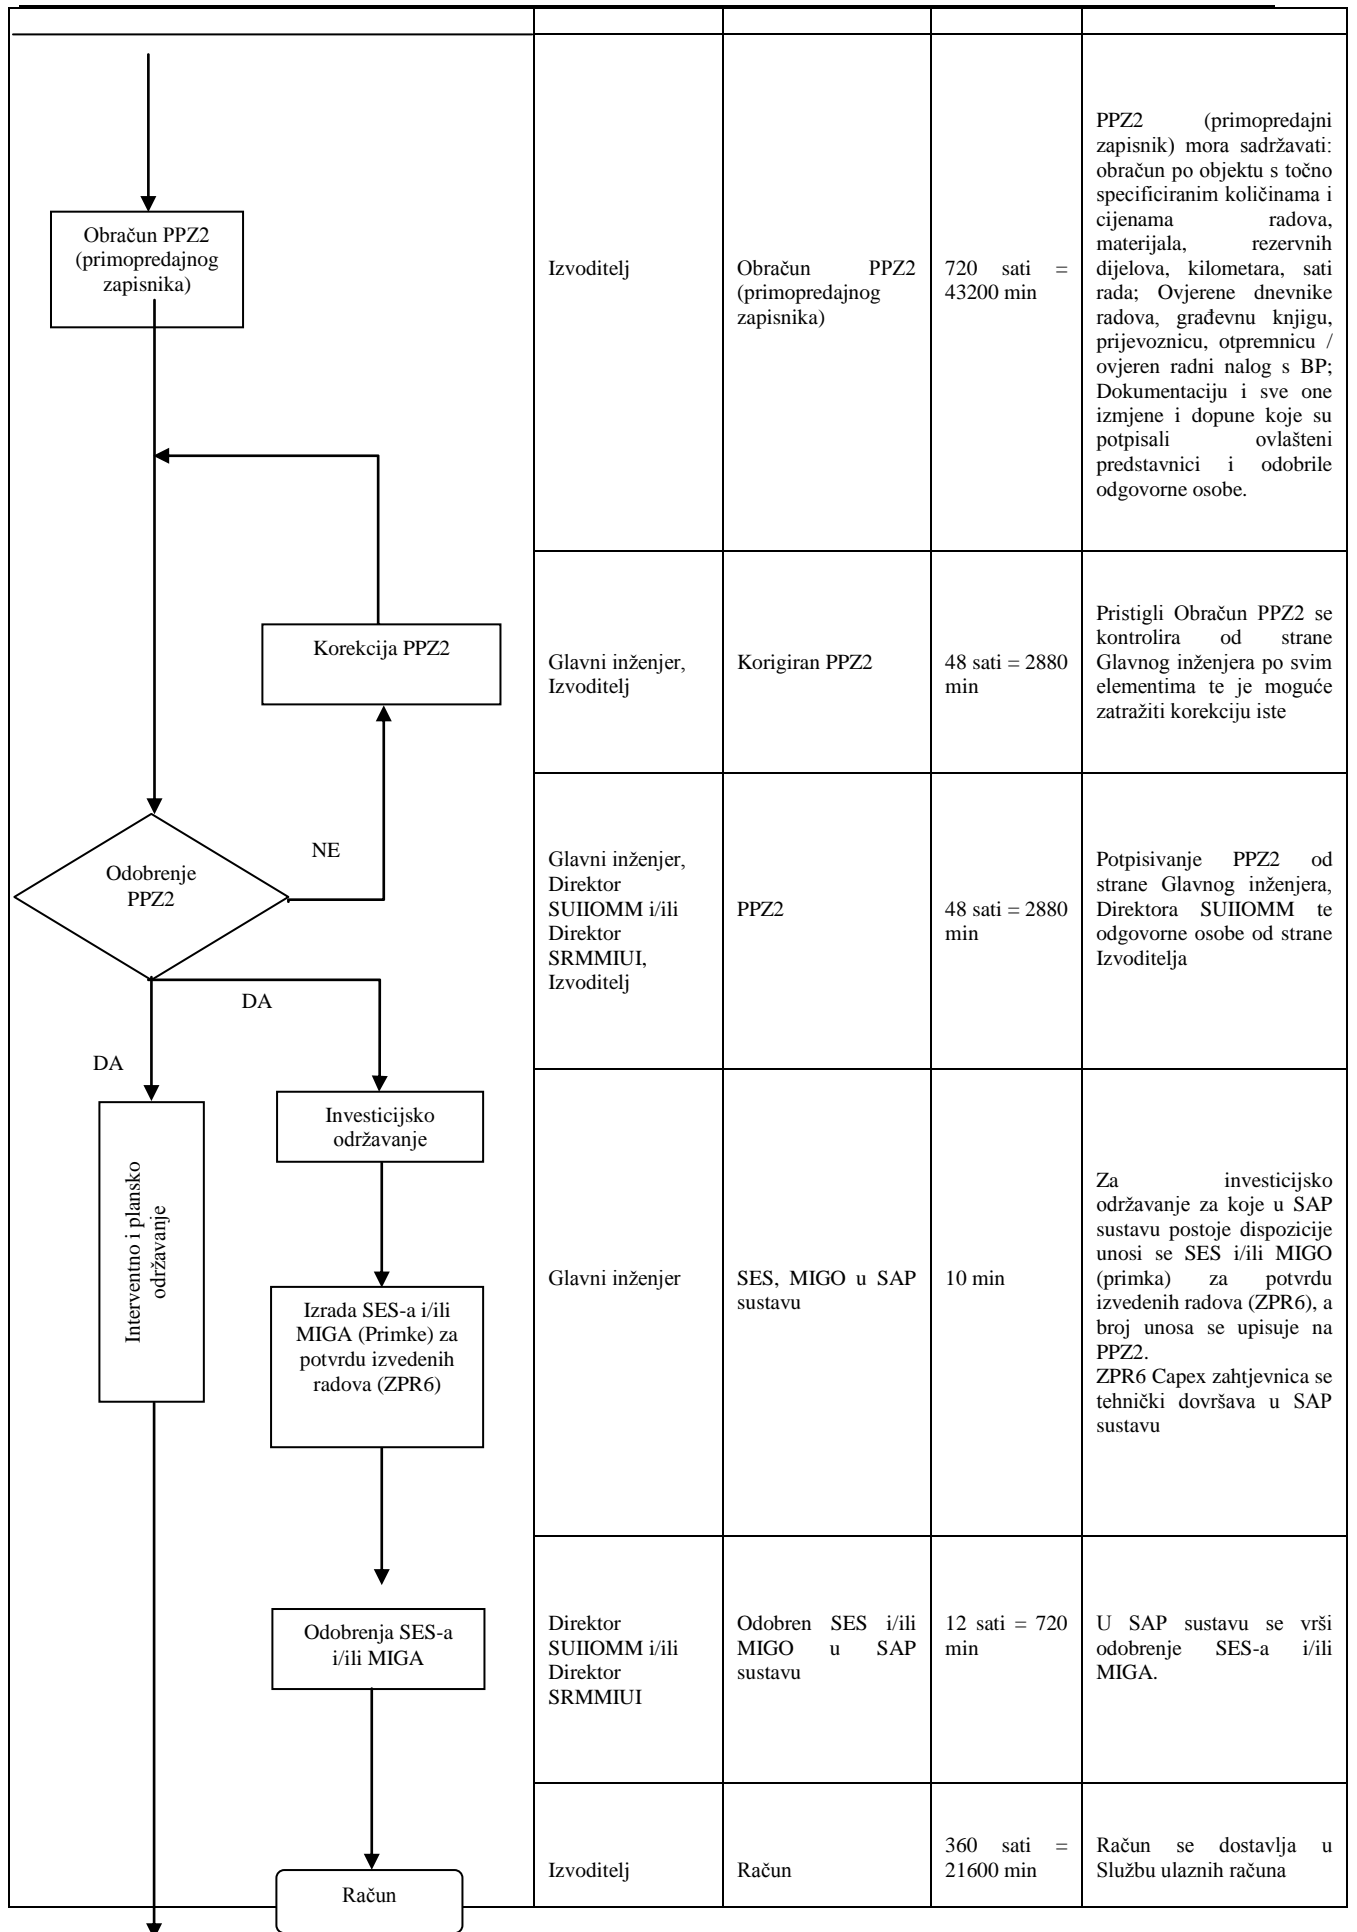 Obračun PPZ2
(primopredajnog
zapisnika)
Izvoditelj
Obračun PPZ2
(primopredajnog
zapisnika)
720 sati =
43200 min
PPZ2 (primopredajni
zapisnik) mora sadržavati:
obračun po objektu s točno
specificiranim količinama i
cijenama radova,
materijala, rezervnih
dijelova, kilometara, sati
rada; Ovjerene dnevnike
radova, građevnu knjigu,
prijevoznicu, otpremnicu /
ovjeren radni nalog s BP;
Dokumentaciju i sve one
izmjene i dopune koje su
potpisali ovlašteni
predstavnici i odobrile
odgovorne osobe.
Korekcija PPZ2
Glavni inženjer,
Izvoditelj
Korigiran PPZ2
48 sati = 2880
min
Pristigli Obračun PPZ2 se
kontrolira od strane
Glavnog inženjera po svim
elementima te je moguće
zatražiti korekciju iste
NE
Odobrenje
PPZ2
Glavni inženjer,
Direktor
SUIIOMM i/ili
Direktor
SRMMIUI,
Izvoditelj
PPZ2
48 sati = 2880
min
Potpisivanje PPZ2 od
strane Glavnog inženjera,
Direktora SUIIOMM te
odgovorne osobe od strane
Izvoditelja
DA
DA
Interventno i plansko
održavanje
Investicijsko
održavanje
Izrada SES-a i/ili
MIGA (Primke) za
potvrdu izvedenih
radova (ZPR6)
Glavni inženjer
SES, MIGO u SAP
sustavu
10 min
Za investicijsko
održavanje za koje u SAP
sustavu postoje dispozicije
unosi se SES i/ili MIGO
(primka) za potvrdu
izvedenih radova (ZPR6), a
broj unosa se upisuje na
PPZ2.
ZPR6 Capex zahtjevnica se
tehnički dovršava u SAP
sustavu
Odobrenja SES-a
i/ili MIGA
Direktor
SUIIOMM i/ili
Direktor
SRMMIUI
Odobren SES i/ili
MIGO u SAP
sustavu
12 sati = 720
min
U SAP sustavu se vrši
odobrenje SES-a i/ili
MIGA.
Račun
Izvoditelj
Račun
360 sati =
21600 min
Račun se dostavlja u
Službu ulaznih računa